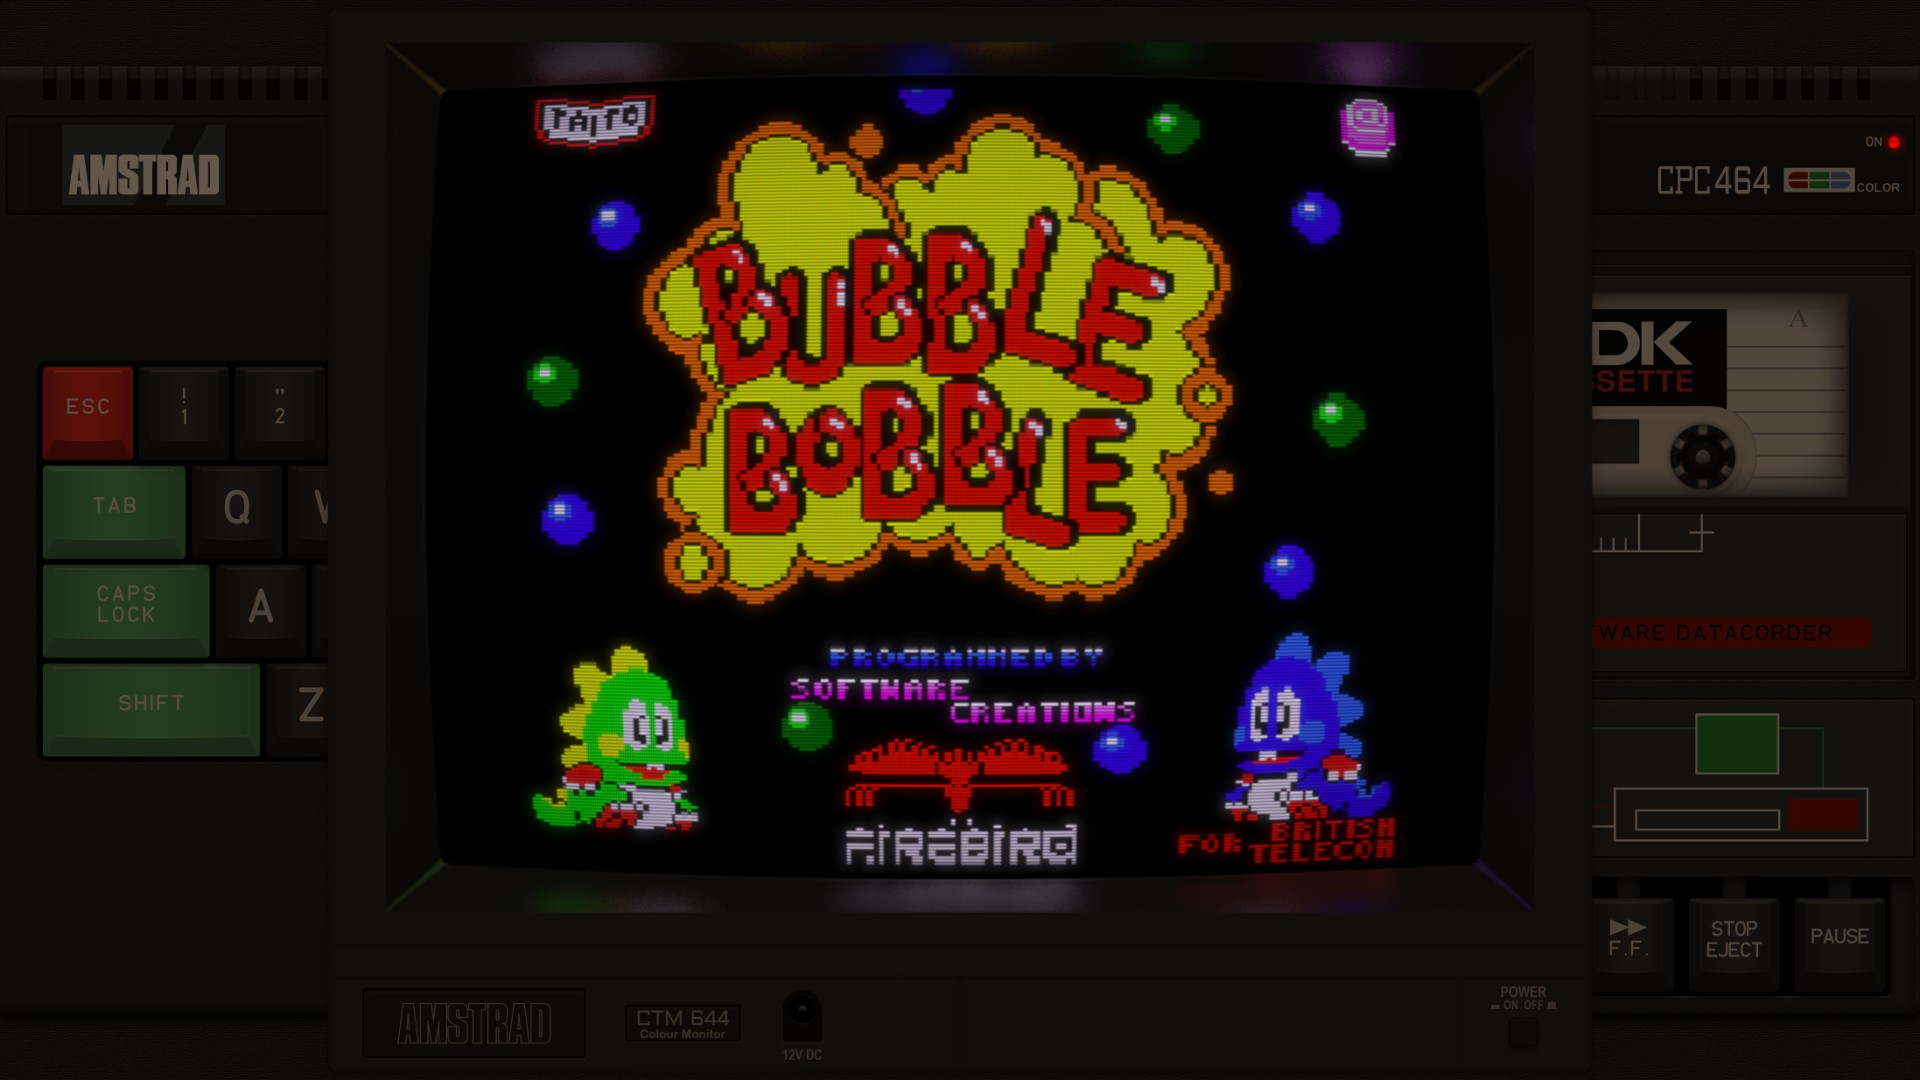 AMSTRAD
ESC
!
1
"
2
TAB
Q
CAPS
LOCK
A
SHIFT
Z
TAITO
BUBBLE
BOBBLE
PROGRAMMED BY
SOFTWARE
CREATIONS
FIREBIRD
FOR BRITISH
TELECOM
AMSTRAD
CTM 644
Colour Monitor
12V DC
POWER
ON OFF
ON
CPC464
COLOR
A
DK
SSETTE
WARE DATACORDER
F.F.
STOP
EJECT
PAUSE